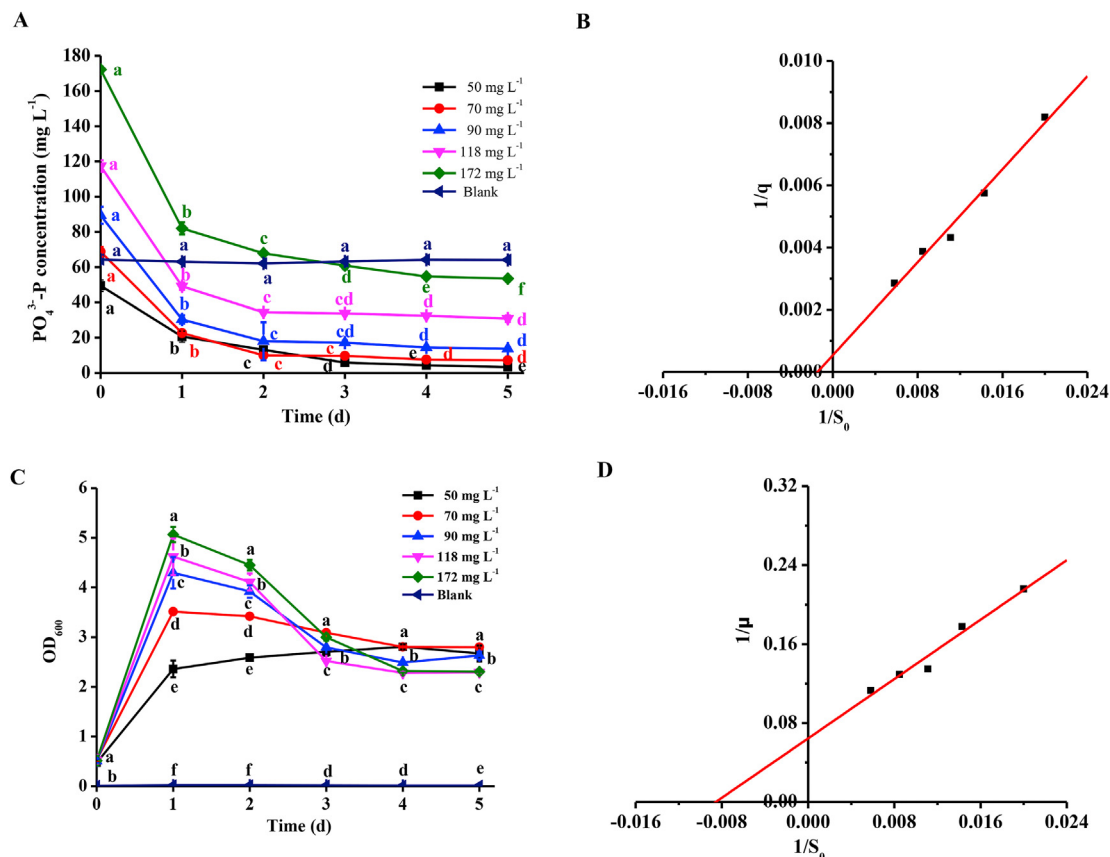 A
180
160
140
120
100
80
60
40
20
0
PO₄³⁻-P concentration (mg L⁻¹)
50 mg L⁻¹
70 mg L⁻¹
90 mg L⁻¹
118 mg L⁻¹
172 mg L⁻¹
Blank
a
a
a
a
a
a
b
a
b
b
b
b
c
a
c
c
c
c
a
d
cd
cd
c
d
a
e
d
d
e
d
a
f
d
d
d
e
0 1 2 3 4 5
Time (d)
B
0.010
0.008
0.006
0.004
0.002
0.000
1/q
-0.016 -0.008 0.000 0.008 0.016 0.024
1/S₀
C
6
5
4
3
2
1
0
OD₆₀₀
50 mg L⁻¹
70 mg L⁻¹
90 mg L⁻¹
118 mg L⁻¹
172 mg L⁻¹
Blank
a
b
a
b
c
d
e
f
a
b
c
d
e
f
a
b
c
d
a
b
c
d
a
b
c
e
0 1 2 3 4 5
Time (d)
D
0.32
0.24
0.16
0.08
0.00
1/μ
-0.016 -0.008 0.000 0.008 0.016 0.024
1/S₀